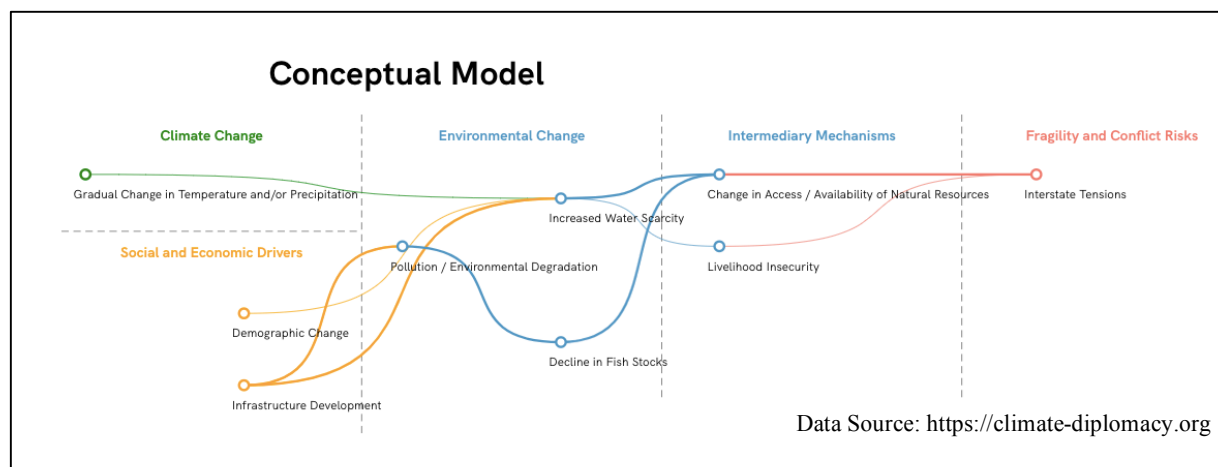 Conceptual Model
Climate Change
Environmental Change
Intermediary Mechanisms
Fragility and Conflict Risks
Gradual Change in Temperature and/or Precipitation
Increased Water Scarcity
Change in Access / Availability of Natural Resources
Interstate Tensions
Social and Economic Drivers
Pollution / Environmental Degradation
Livelihood Insecurity
Demographic Change
Decline in Fish Stocks
Infrastructure Development
Data Source: https://climate-diplomacy.org